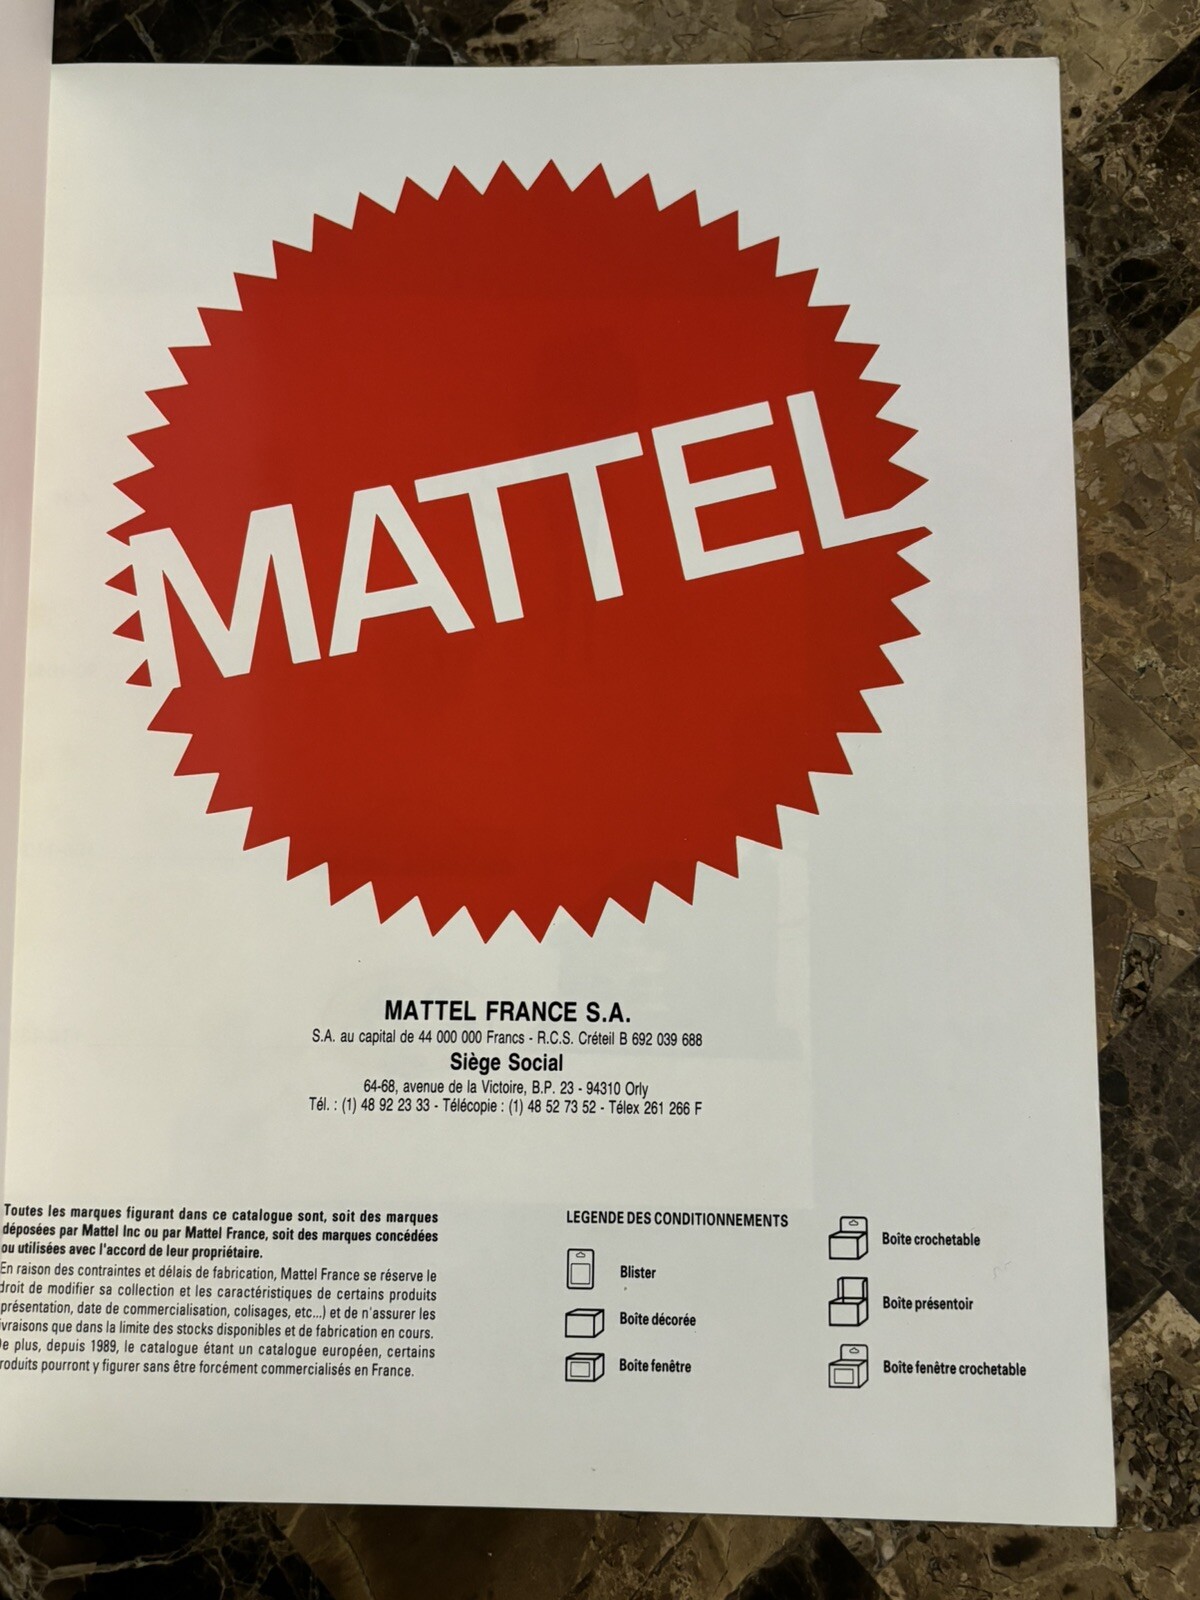 MATTEL
MATTEL FRANCE S.A.
S.A. au capital de 44 000 000 Francs - R.C.S. Créteil B 692 039 688
Siège Social
64-68, avenue de la Victoire, B.P. 23 - 94310 Orly
Tél. : (1) 48 92 23 33 - Télécopie : (1) 48 52 73 52 - Télex 261 266 F
Toutes les marques figurant dans ce catalogue sont, soit des marques
déposées par Mattel Inc ou par Mattel France, soit des marques concédées
ou utilisées avec l'accord de leur propriétaire.
En raison des contraintes et délais de fabrication, Mattel France se réserve le
droit de modifier sa collection et les caractéristiques de certains produits
présentation, date de commercialisation, colisages, etc...) et de n'assurer les
ivraisons que dans la limite des stocks disponibles et de fabrication en cours.
De plus, depuis 1989, le catalogue étant un catalogue européen, certains
roduits pourront y figurer sans être forcément commercialisés en France.
LEGENDE DES CONDITIONNEMENTS
Blister
Boîte décorée
Boîte fenêtre
Boîte crochetable
Boîte présentoir
Boîte fenêtre crochetable